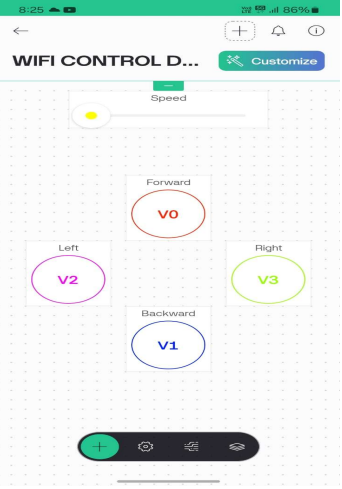 8:25 86%
WIFI CONTROL D...
Customize
Speed
Forward
V0
Left Right
V2 V3
Backward
V1